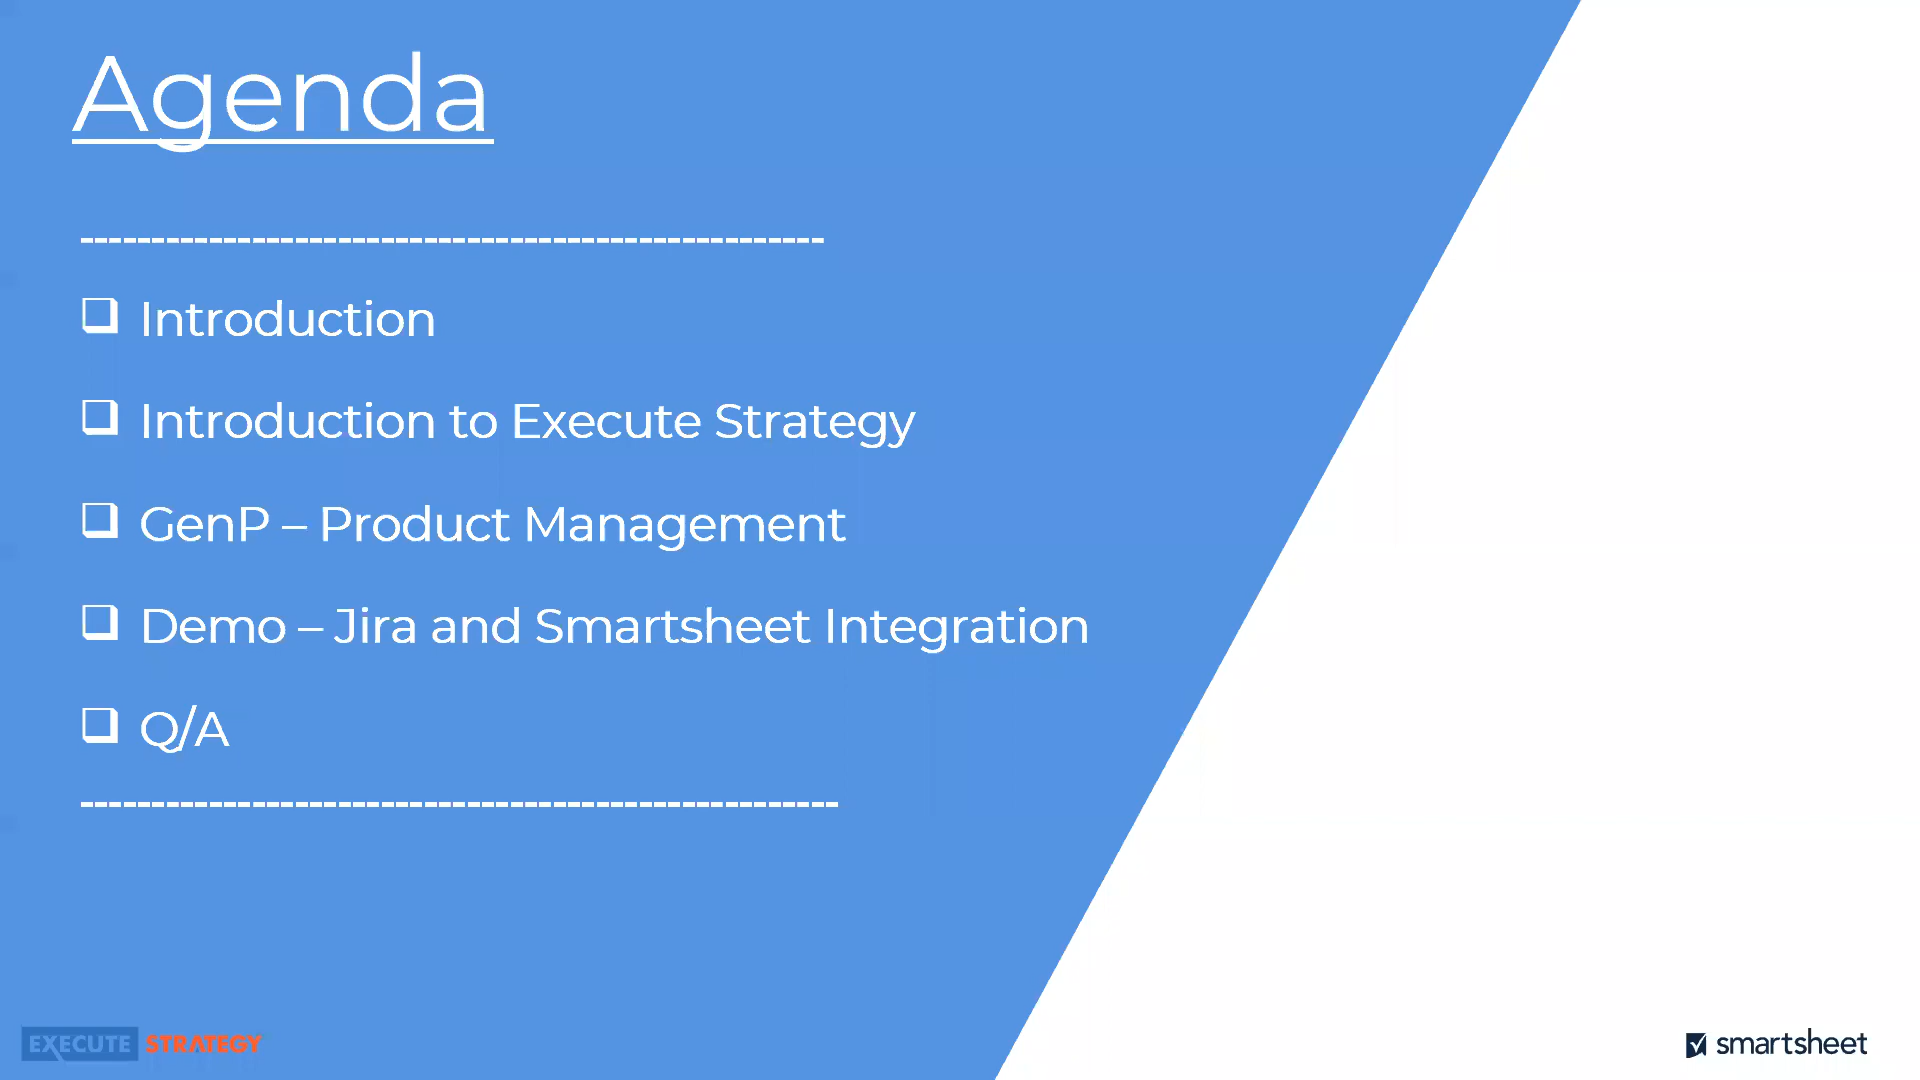 Agenda
----------------------------------------------------
❑ Introduction
❑ Introduction to Execute Strategy
❑ GenP – Product Management
❑ Demo – Jira and Smartsheet Integration
❑ Q/A
-----------------------------------------------------
EXECUTE STRATEGY
smartsheet